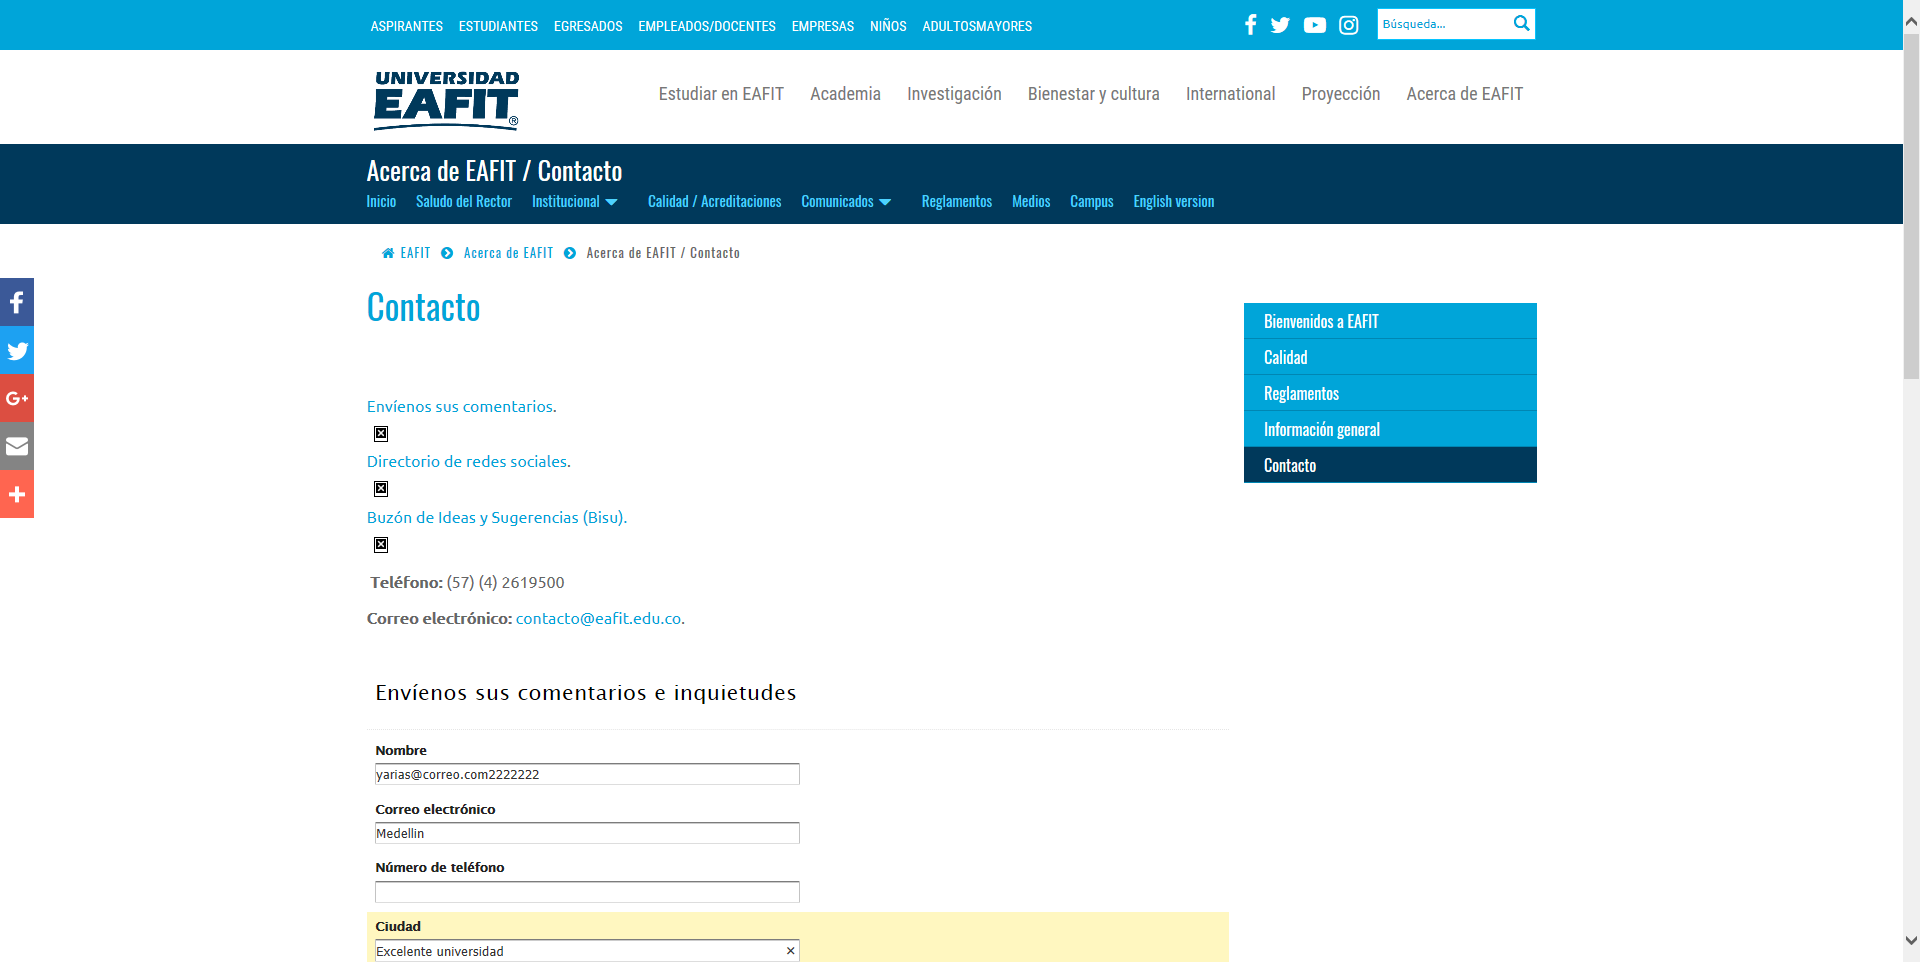 ASPIRANTES ESTUDIANTES EGRESADOS EMPLEADOS/DOCENTES EMPRESAS NIÑOS ADULTOSMAYORES Búsqueda...
UNIVERSIDAD
EAFIT®
Estudiar en EAFIT Academia Investigación Bienestar y cultura International Proyección Acerca de EAFIT
Acerca de EAFIT / Contacto
Inicio Saludo del Rector Institucional Calidad / Acreditaciones Comunicados Reglamentos Medios Campus English version
EAFIT Acerca de EAFIT Acerca de EAFIT / Contacto
Contacto
Envíenos sus comentarios.
Directorio de redes sociales.
Buzón de Ideas y Sugerencias (Bisu).
Teléfono: (57) (4) 2619500
Correo electrónico: contacto@eafit.edu.co.
Bienvenidos a EAFIT
Calidad
Reglamentos
Información general
Contacto
Envíenos sus comentarios e inquietudes
Nombre
yarias@correo.com2222222
Correo electrónico
Medellin
Número de teléfono
Ciudad
Excelente universidad